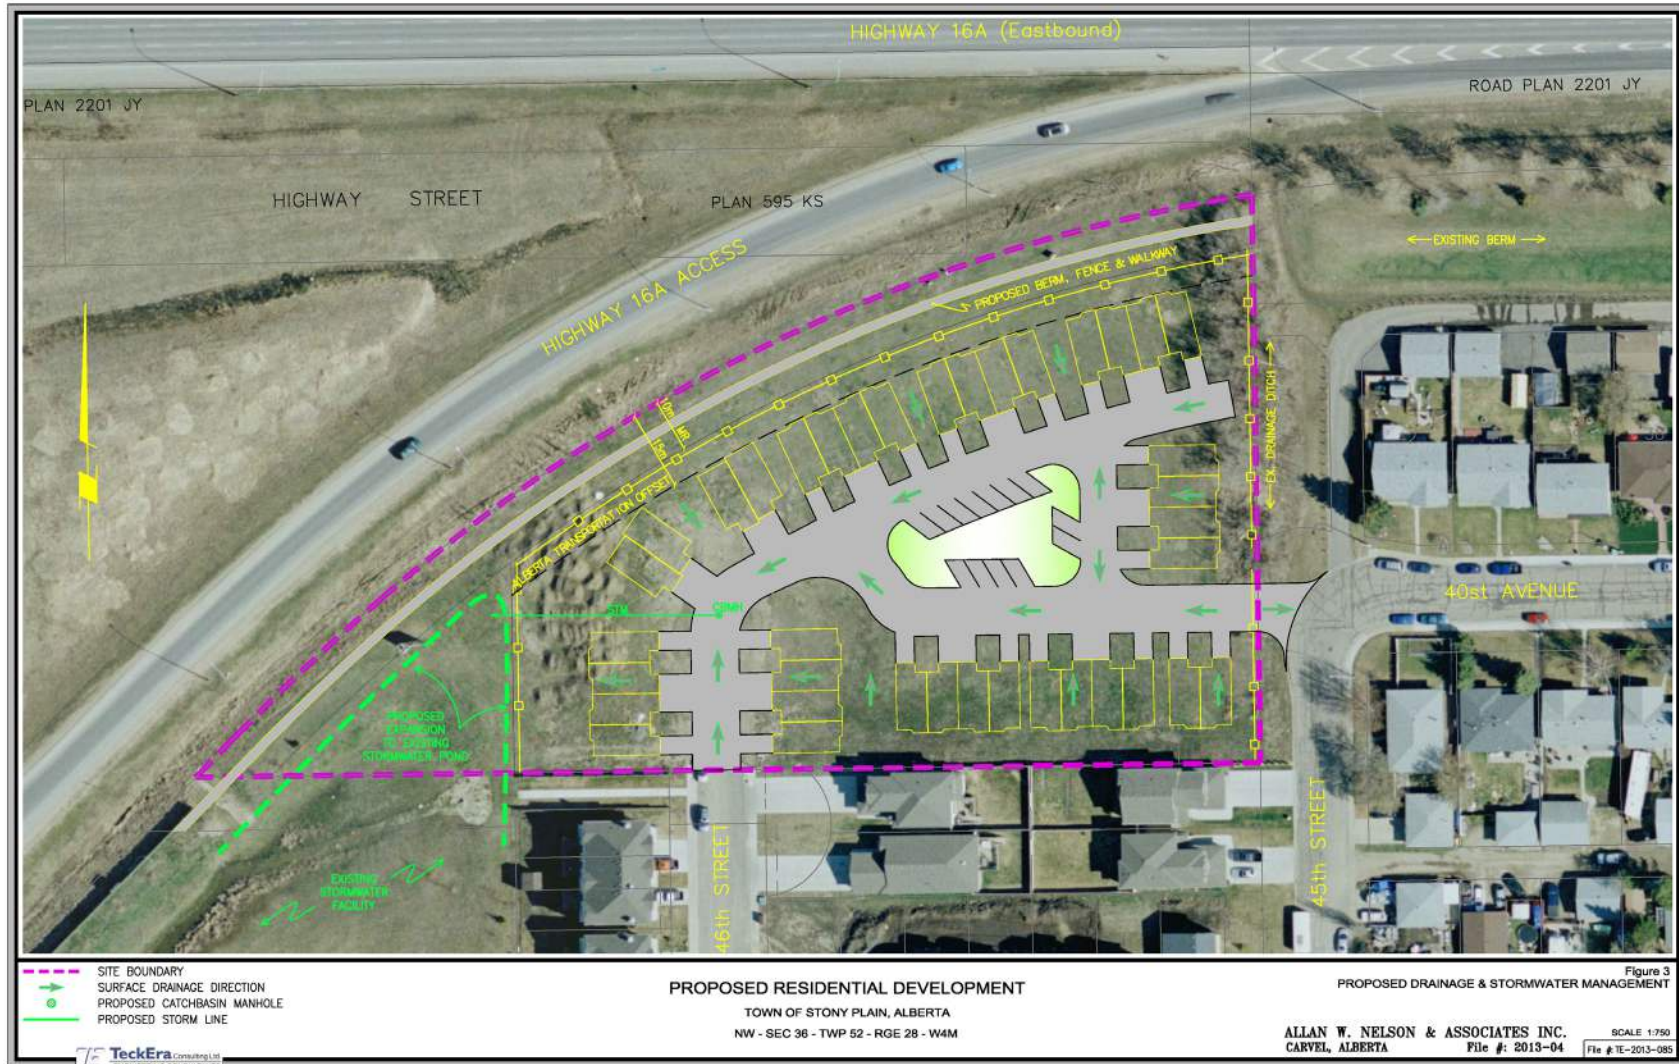 HIGHWAY 16A (Eastbound)
PLAN 2201 JY
ROAD PLAN 2201 JY
HIGHWAY STREET
PLAN 595 KS
HIGHWAY 16A ACCESS
← EXISTING BERM →
PROPOSED BERM, FENCE & WALKWAY
10m MR
15m
ALBERTA TRANSPORTATION OFFSET
EX. DRAINAGE DITCH
STM
CBMH
40st AVENUE
PROPOSED
EXPANSION
TO EXISTING
STORMWATER POND
EXISTING
STORMWATER
FACILITY
46th STREET
45th STREET
SITE BOUNDARY
SURFACE DRAINAGE DIRECTION
PROPOSED CATCHBASIN MANHOLE
PROPOSED STORM LINE
TeckEra Consulting Ltd.
PROPOSED RESIDENTIAL DEVELOPMENT
TOWN OF STONY PLAIN, ALBERTA
NW - SEC 36 - TWP 52 - RGE 28 - W4M
Figure 3
PROPOSED DRAINAGE & STORMWATER MANAGEMENT
ALLAN W. NELSON & ASSOCIATES INC.
CARVEL, ALBERTA
File #: 2013-04
SCALE 1:750
File #: TE-2013-085